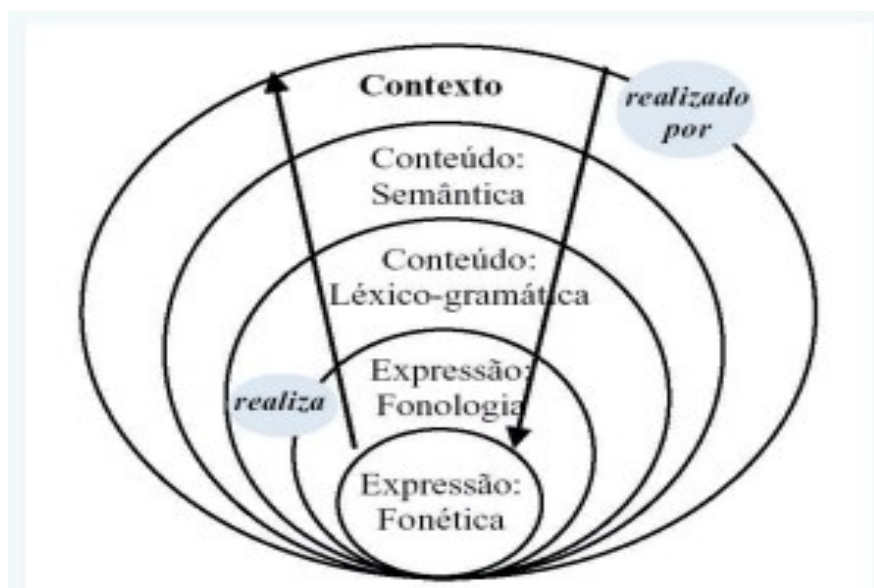 Contexto
realizado
por
Conteúdo:
Semântica
Conteúdo:
Léxico-gramática
realiza
Expressão:
Fonologia
Expressão:
Fonética